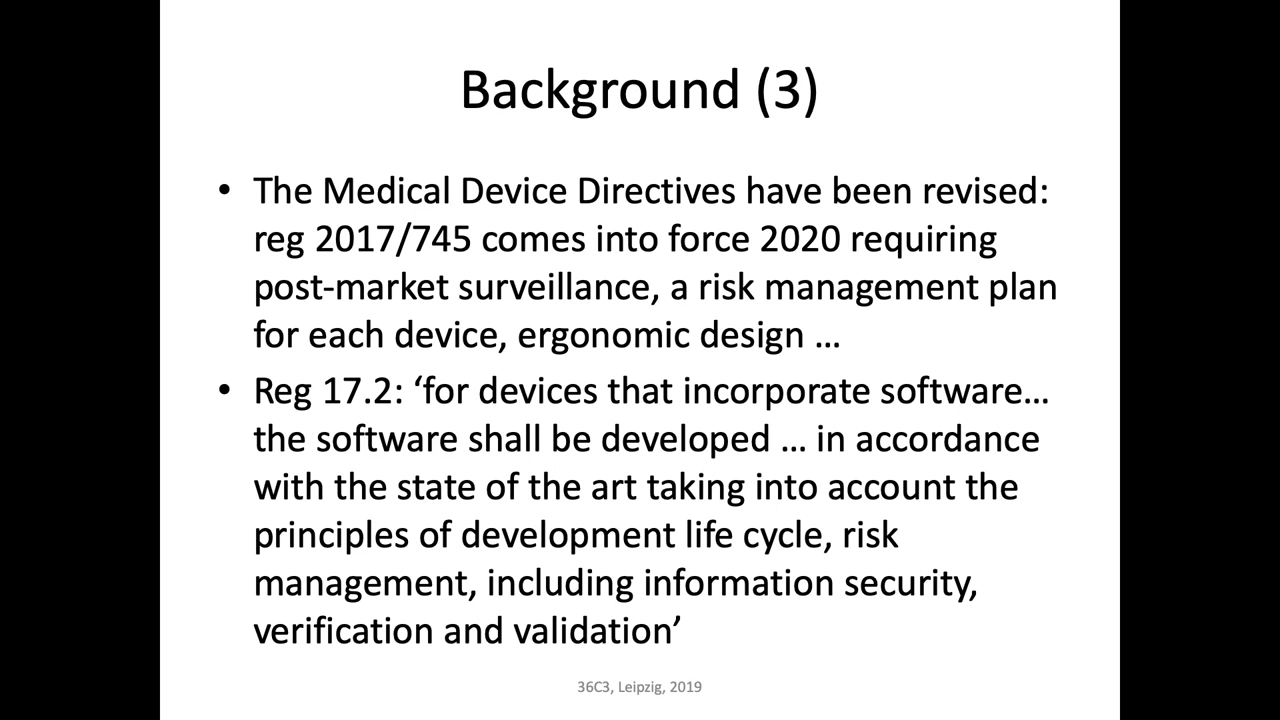 Background (3)
• The Medical Device Directives have been revised:
reg 2017/745 comes into force 2020 requiring
post-market surveillance, a risk management plan
for each device, ergonomic design …
• Reg 17.2: ‘for devices that incorporate software…
the software shall be developed … in accordance
with the state of the art taking into account the
principles of development life cycle, risk
management, including information security,
verification and validation’
36C3, Leipzig, 2019